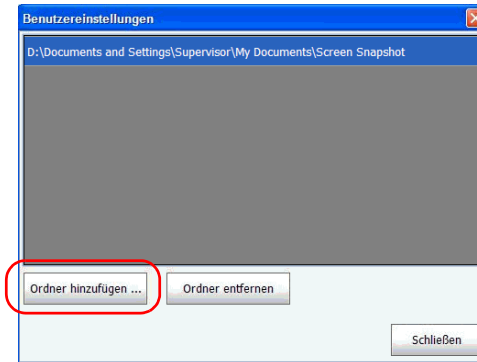 Benutzereinstellungen
D:\Documents and Settings\Supervisor\My Documents\Screen Snapshot
Ordner hinzufügen ...
Ordner entfernen
Schließen